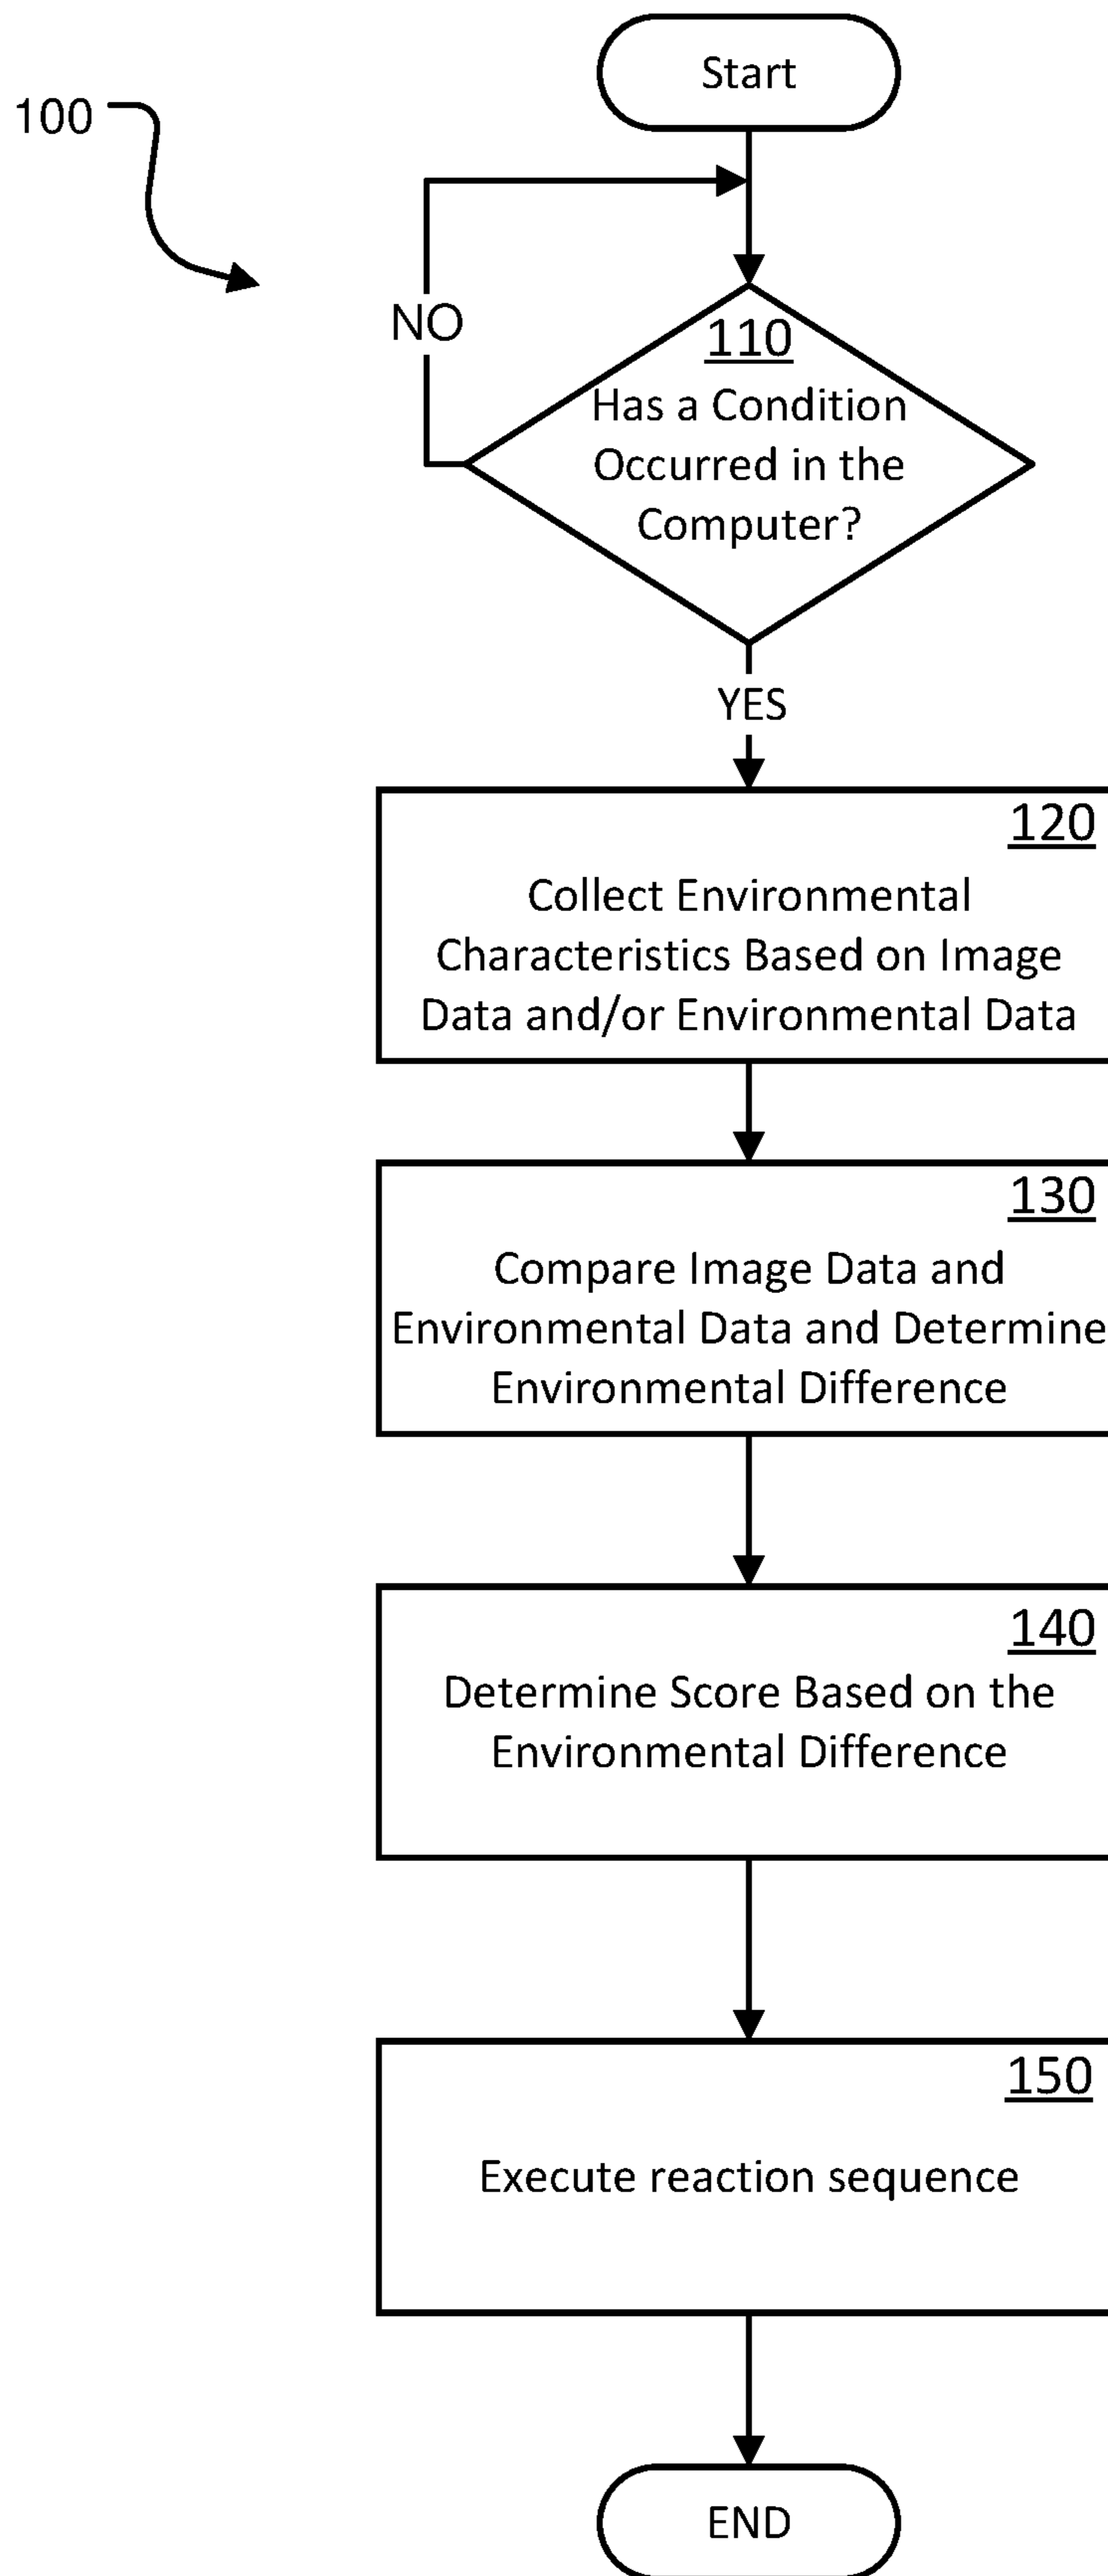 Start
100
NO
110
Has a Condition
Occurred in the
Computer?
YES
120
Collect Environmental
Characteristics Based on Image
Data and/or Environmental Data
130
Compare Image Data and
Environmental Data and Determine
Environmental Difference
140
Determine Score Based on the
Environmental Difference
150
Execute reaction sequence
END